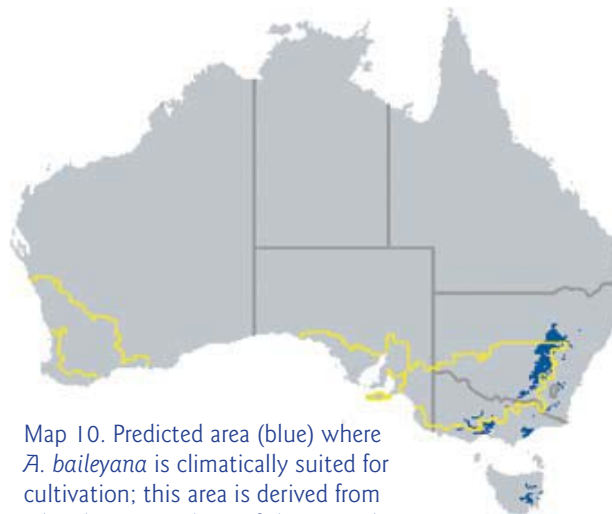 Map 10. Predicted area (blue) where
A. baileyana is climatically suited for
cultivation; this area is derived from